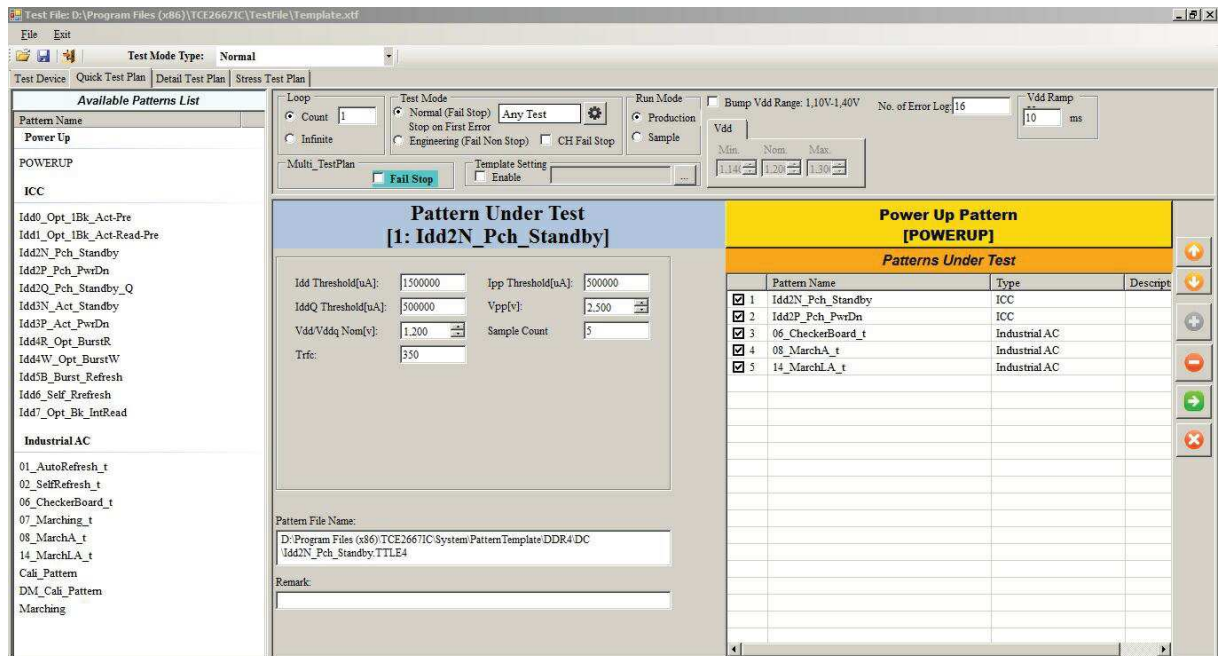 Test File: D:\Program Files (x86)\TCE2667IC\TestFile\Template.xtf
File Exit
Test Mode Type: Normal
Test Device Quick Test Plan Detail Test Plan Stress Test Plan
Available Patterns List
Pattern Name
Power Up
POWERUP
ICC
Idd0_Opt_1Bk_Act-Pre
Idd1_Opt_1Bk_Act-Read-Pre
Idd2N_Pch_Standby
Idd2P_Pch_PwrDn
Idd2Q_Pch_Standby_Q
Idd3N_Act_Standby
Idd3P_Act_PwrDn
Idd4R_Opt_BurstR
Idd4W_Opt_BurstW
Idd5B_Burst_Refresh
Idd6_Self_Rrefresh
Idd7_Opt_Bk_IntRead
Industrial AC
01_AutoRefresh_t
02_SelfRefresh_t
06_CheckerBoard_t
07_Marching_t
08_MarchA_t
14_MarchLA_t
Cali_Pattern
DM_Cali_Pattern
Marching
Loop
Count 1
Infinite
Test Mode
Normal (Fail Stop) Any Test
Stop on First Error
Engineering (Fail Non Stop) CH Fail Stop
Run Mode
Production
Sample
Bump Vdd Range: 1,10V-1,40V
No. of Error Log: 16
Vdd Ramp
10 ms
Vdd
Min. Nom. Max.
1.14 1.20 1.30
Multi_TestPlan
Fail Stop
Template Setting
Enable ...
Pattern Under Test
[1: Idd2N_Pch_Standby]
Idd Threshold[uA]: 1500000 Ipp Threshold[uA]: 500000
IddQ Threshold[uA]: 500000 Vpp[v]: 2.500
Vdd/Vddq Nom[v]: 1.200 Sample Count 5
Trfc: 350
Pattern File Name:
D:\Program Files (x86)\TCE2667IC\System\PatternTemplate\DDR4\DC
\Idd2N_Pch_Standby.TTLE4
Remark:
Power Up Pattern
[POWERUP]
Patterns Under Test
Pattern Name Type Descript
1 Idd2N_Pch_Standby ICC
2 Idd2P_Pch_PwrDn ICC
3 06_CheckerBoard_t Industrial AC
4 08_MarchA_t Industrial AC
5 14_MarchLA_t Industrial AC